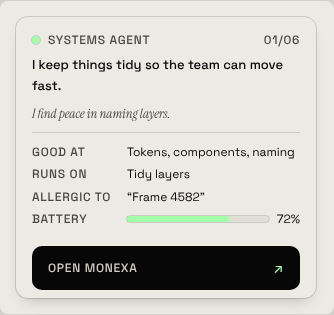 SYSTEMS AGENT 01/06
I keep things tidy so the team can move
fast.
I find peace in naming layers.
GOOD AT Tokens, components, naming
RUNS ON Tidy layers
ALLERGIC TO “Frame 4582”
BATTERY 72%
OPEN MONEXA ↗